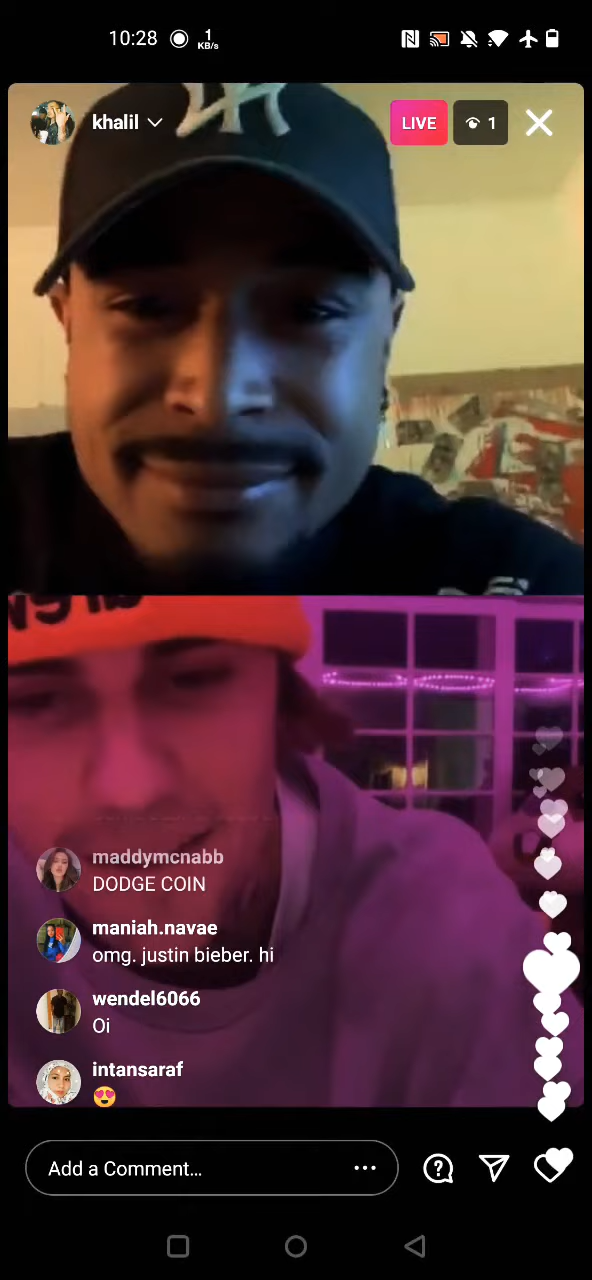 10:28
1
KB/s
khalil
LIVE
1
maddymcnabb
DODGE COIN
maniah.navae
omg. justin bieber. hi
wendel6066
Oi
intansaraf
😍
Add a Comment...